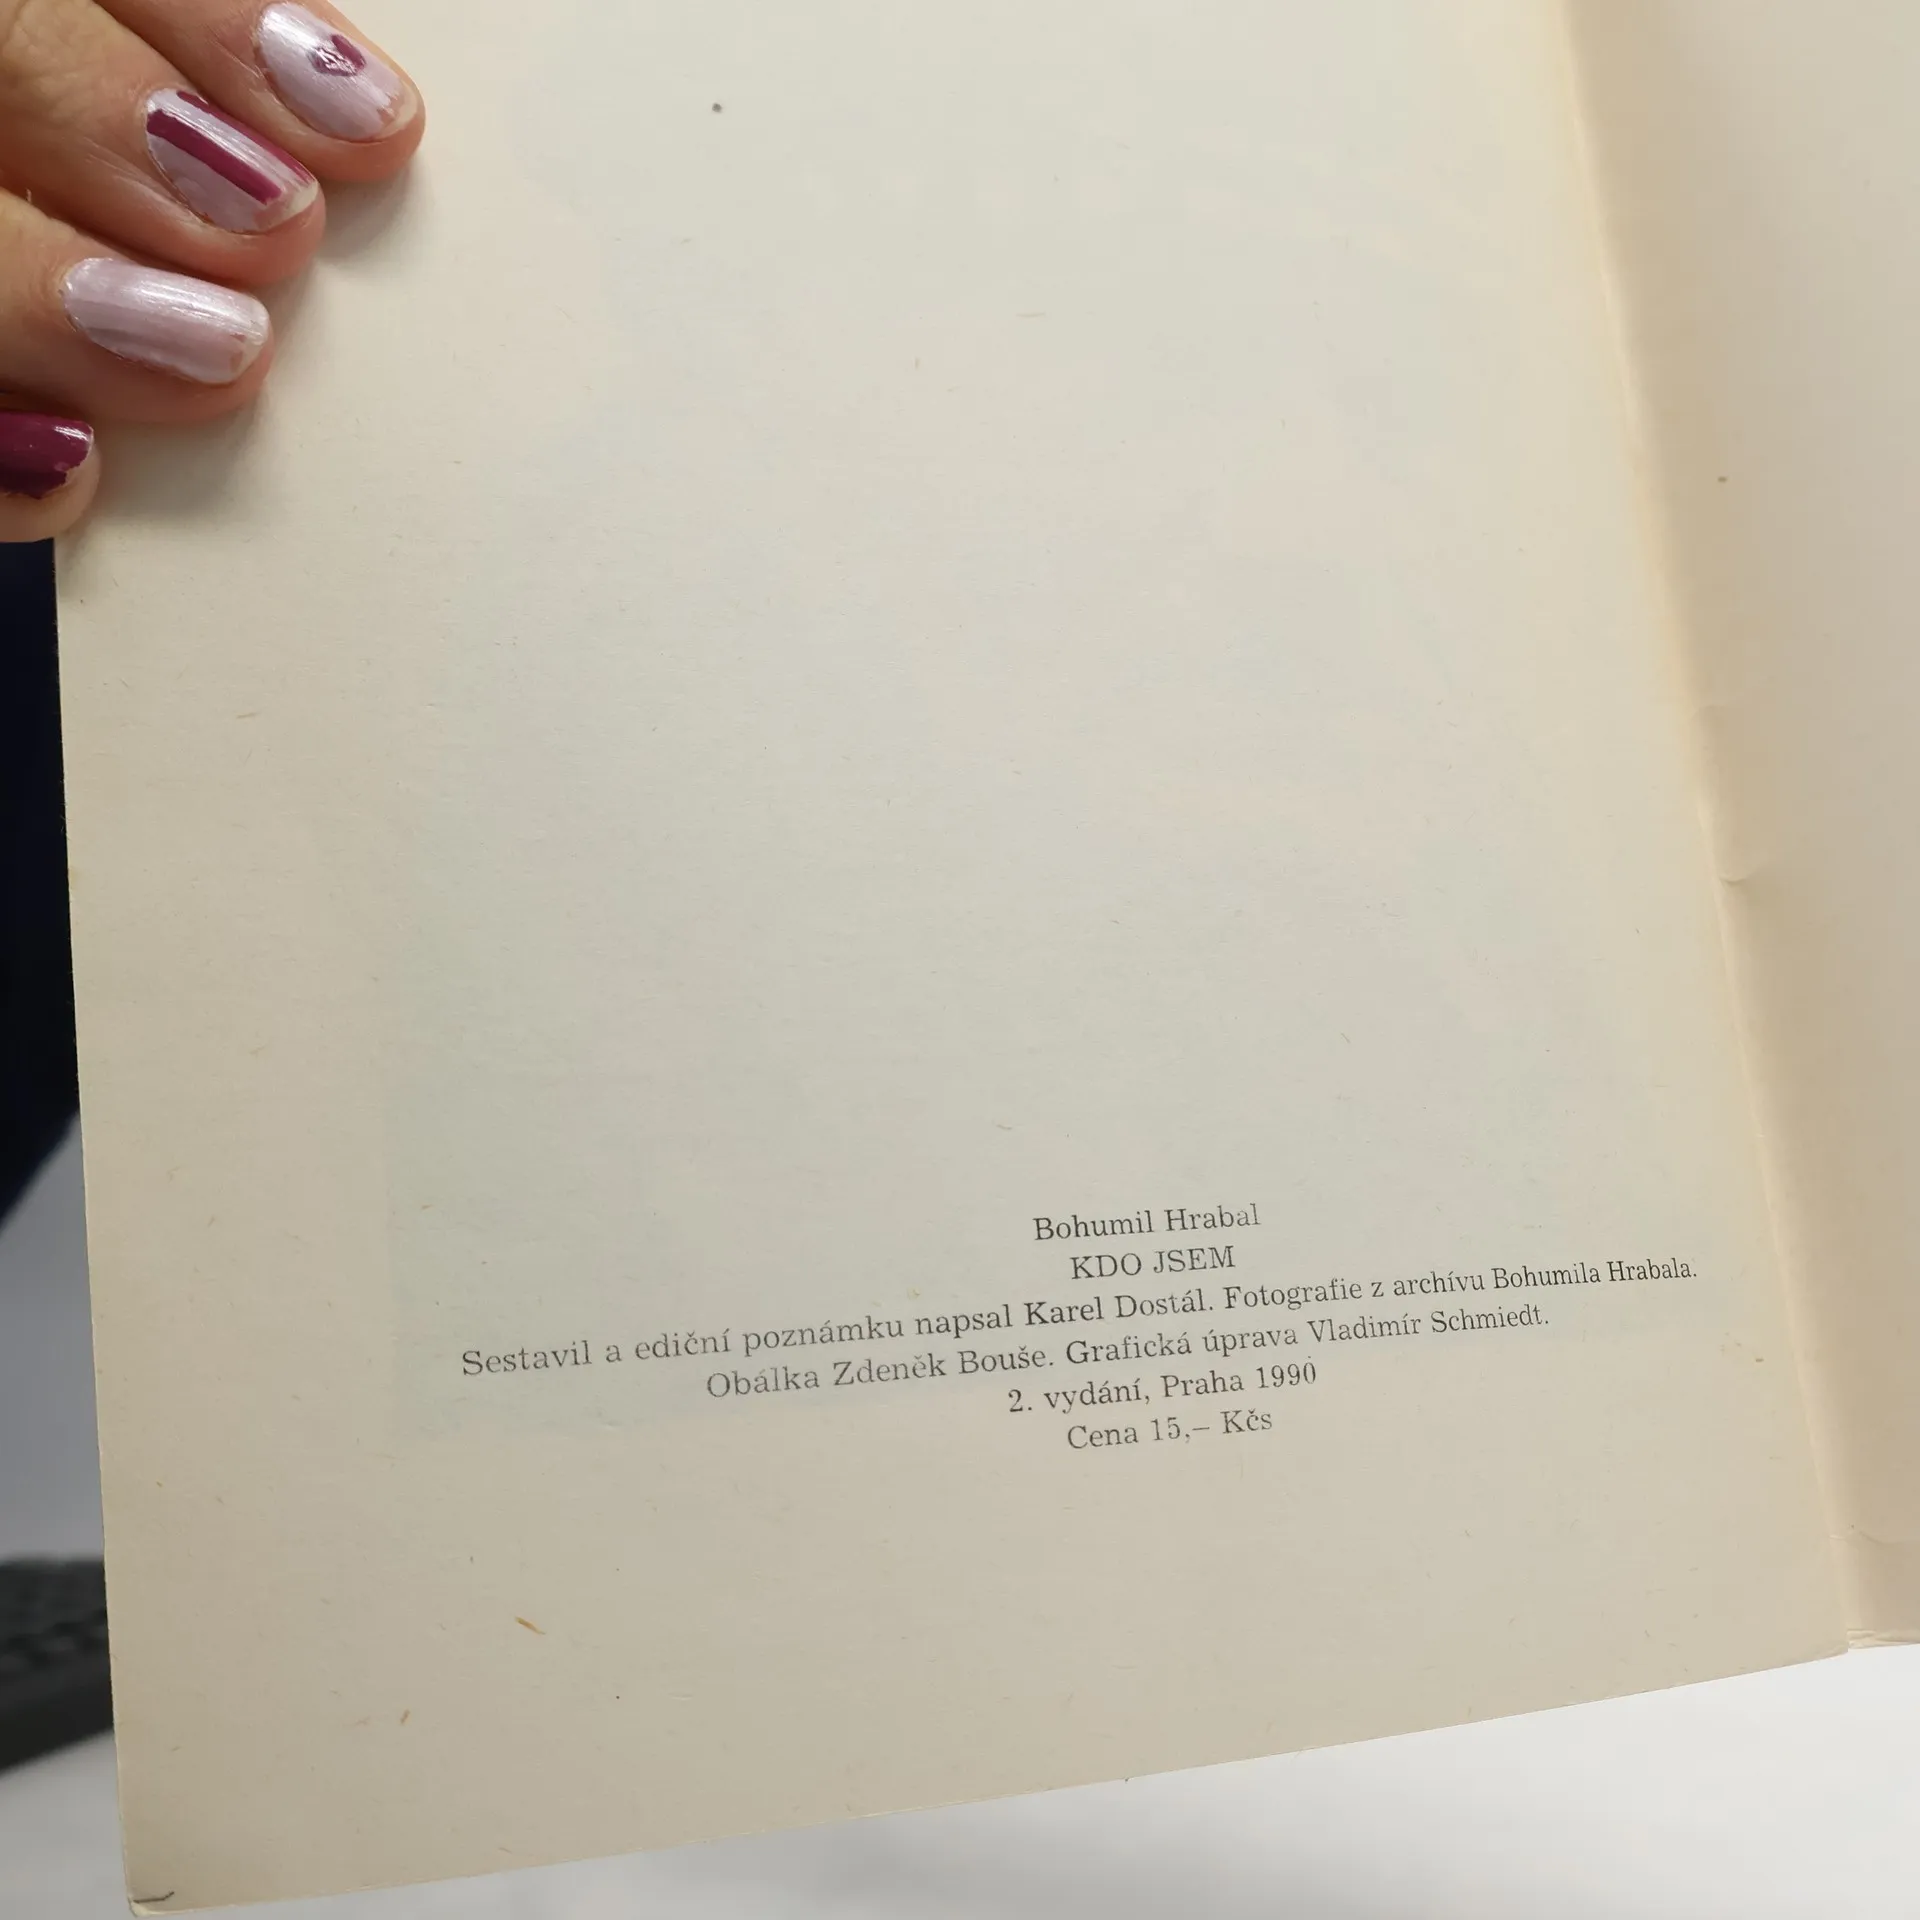 Bohumil Hrabal
KDO JSEM
Sestavil a ediční poznámku napsal Karel Dostál. Fotografie z archívu Bohumila Hrabala.
Obálka Zdeněk Bouše. Grafická úprava Vladimír Schmiedt.
2. vydání, Praha 1990
Cena 15,– Kčs